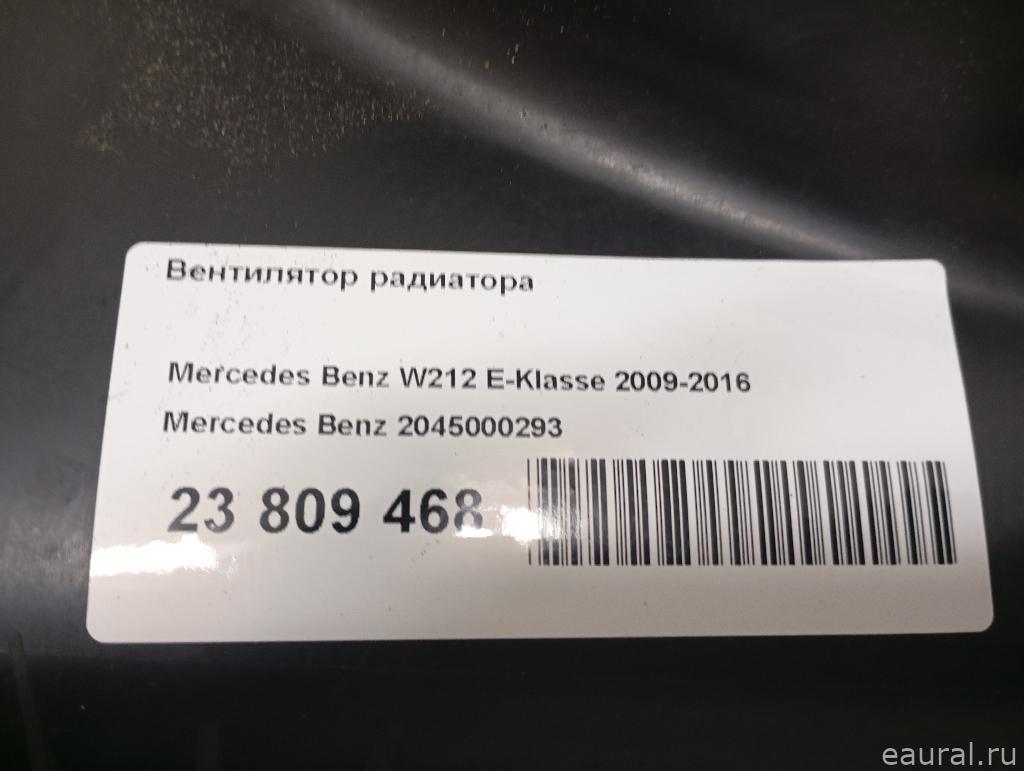 Вентилятор радиатора
Mercedes Benz W212 E-Klasse 2009-2016
Mercedes Benz 2045000293
23 809 468
eaural.ru